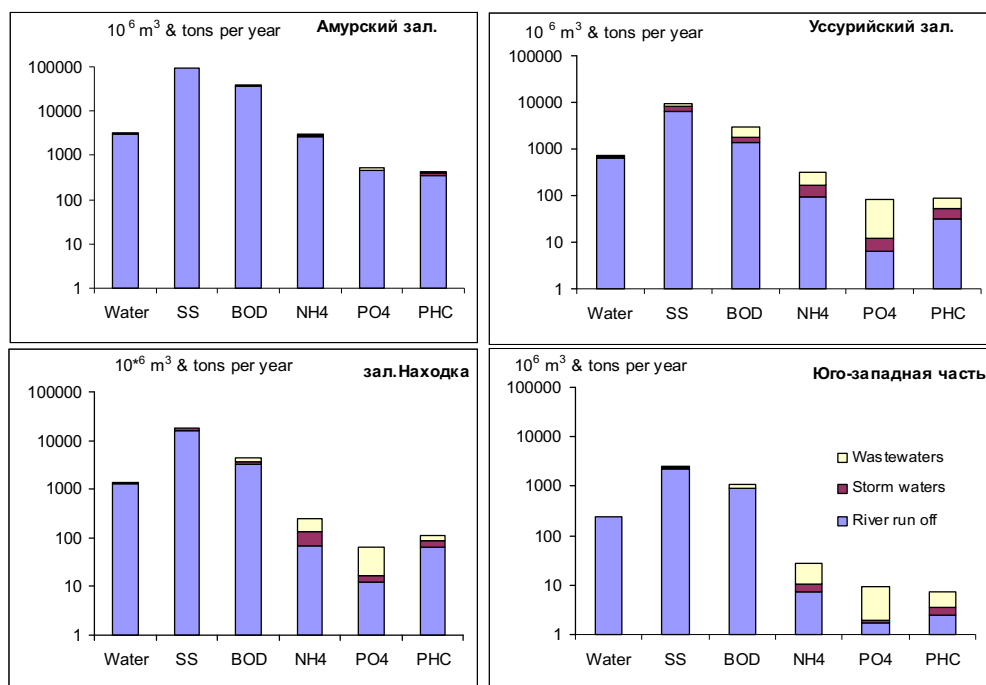 10⁶ m³ & tons per year
Амурский зал.
100000
10000
1000
100
10
1
Water SS BOD NH4 PO4 PHC
10⁶ m³ & tons per year
Уссурийский зал.
100000
10000
1000
100
10
1
Water SS BOD NH4 PO4 PHC
10*⁶ m³ & tons per year
зал.Находка
100000
10000
1000
100
10
1
Water SS BOD NH4 PO4 PHC
10⁶ m³ & tons per year
Юго-западная часть
100000
10000
1000
100
10
1
Wastewaters
Storm waters
River run off
Water SS BOD NH4 PO4 PHC